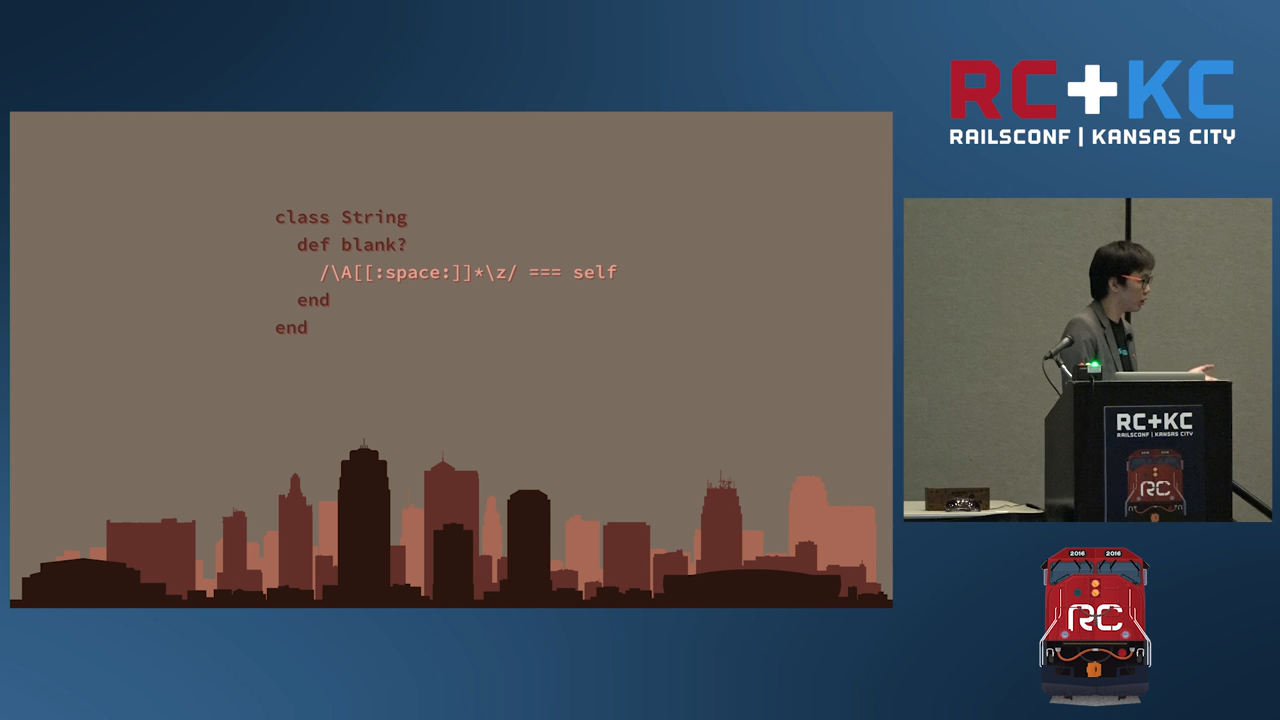 RC+KC
RAILSCONF | KANSAS CITY
class String
  def blank?
    /\A[[:space:]]*\z/ === self
  end
end
RC+KC
RAILSCONF | KANSAS CITY
RC
2016 2016
RC